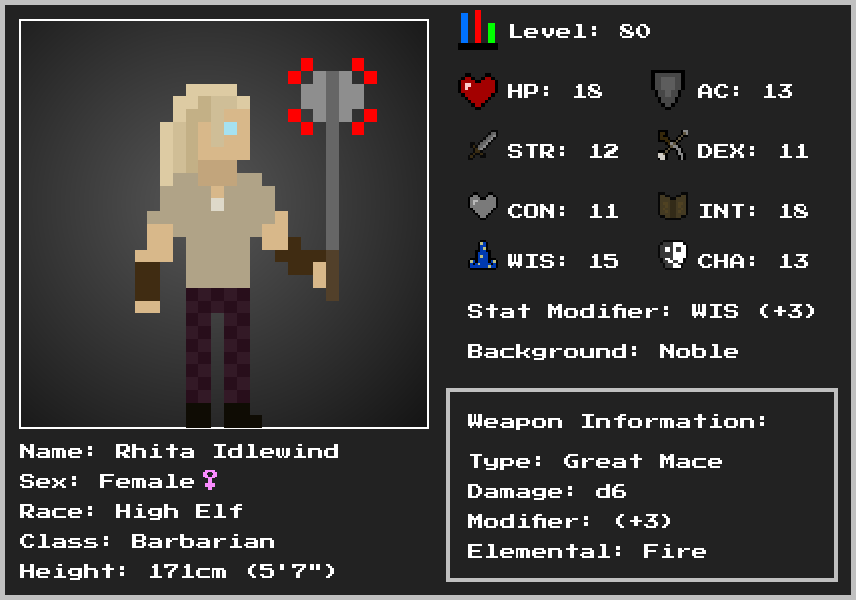 Level: 80
HP: 18
AC: 13
STR: 12
DEX: 11
CON: 11
INT: 18
WIS: 15
CHA: 13
Stat Modifier: WIS (+3)
Background: Noble
Weapon Information:
Type: Great Mace
Damage: d6
Modifier: (+3)
Elemental: Fire
Name: Rhita Idlewind
Sex: Female ♀
Race: High Elf
Class: Barbarian
Height: 171cm (5'7")